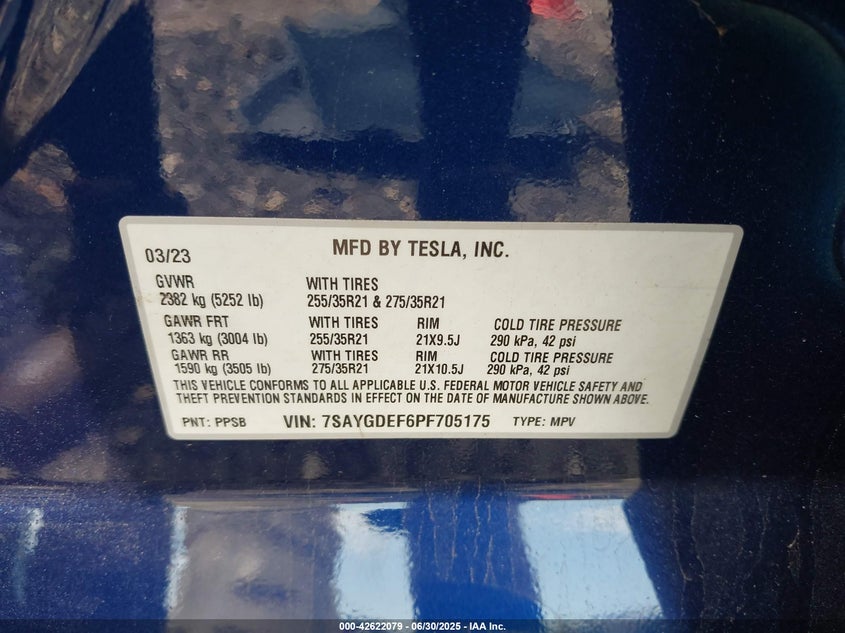 03/23 MFD BY TESLA, INC.
GVWR WITH TIRES
2382 kg (5252 lb) 255/35R21 & 275/35R21
GAWR FRT WITH TIRES RIM COLD TIRE PRESSURE
1363 kg (3004 lb) 255/35R21 21X9.5J 290 kPa, 42 psi
GAWR RR WITH TIRES RIM COLD TIRE PRESSURE
1590 kg (3505 lb) 275/35R21 21X10.5J 290 kPa, 42 psi
THIS VEHICLE CONFORMS TO ALL APPLICABLE U.S. FEDERAL MOTOR VEHICLE SAFETY AND
THEFT PREVENTION STANDARDS IN EFFECT ON THE DATE OF MANUFACTURE SHOWN ABOVE.
PNT: PPSB VIN: 7SAYGDEF6PF705175 TYPE: MPV
000-42622079 - 06/30/2025 - IAA Inc.